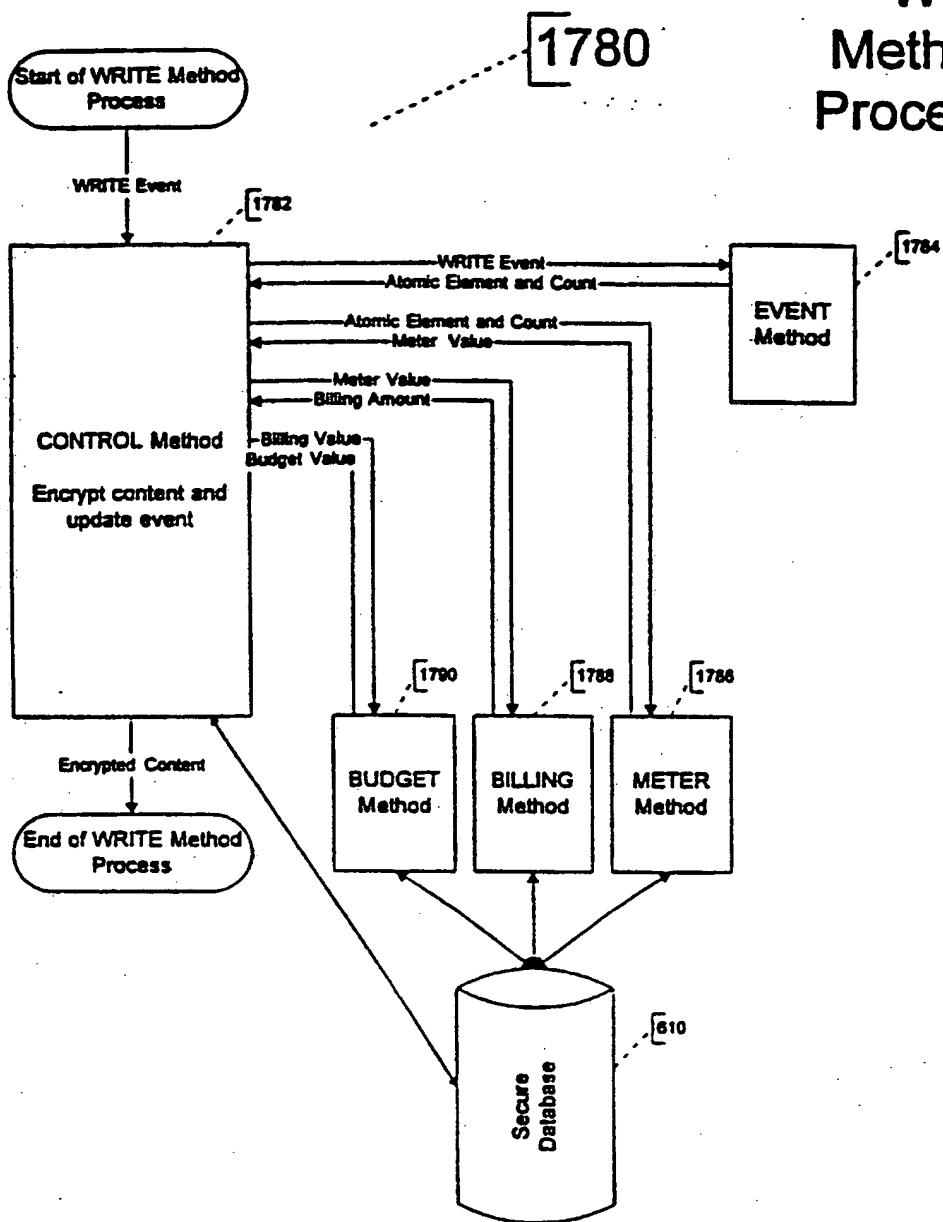 1780
Meth
Proce
Start of WRITE Method
Process
WRITE Event
1782
WRITE Event
Atomic Element and Count
1784
EVENT
Method
Atomic Element and Count
Meter Value
Meter Value
Billing Amount
CONTROL Method
Encrypt content and
update event
Billing Value
Budget Value
1790
1788
1786
BUDGET
Method
BILLING
Method
METER
Method
Encrypted Content
End of WRITE Method
Process
610
Secure
Database